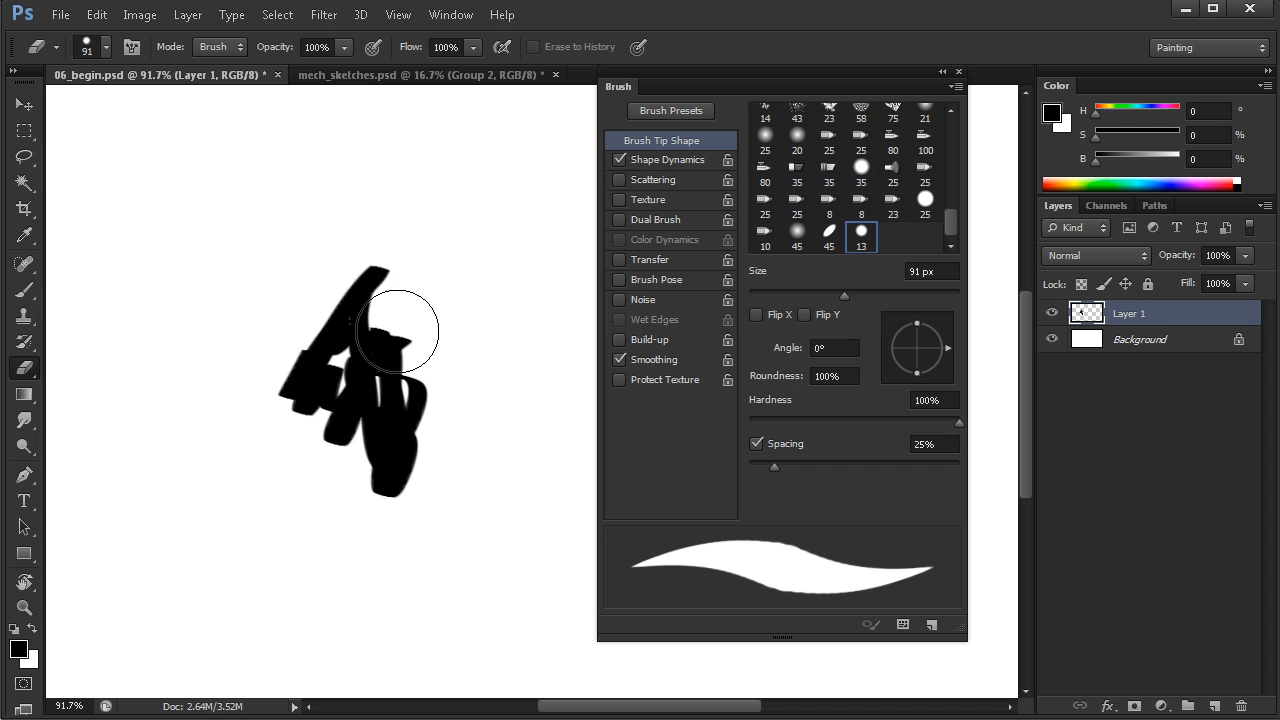 Ps File Edit Image Layer Type Select Filter 3D View Window Help
91 Mode: Brush Opacity: 100% Flow: 100% Erase to History Painting
06_begin.psd @ 91.7% (Layer 1, RGB/8) * × mech_sketches.psd @ 16.7% (Group 2, RGB/8) * ×
Brush
Brush Presets
Brush Tip Shape
Shape Dynamics
Scattering
Texture
Dual Brush
Color Dynamics
Transfer
Brush Pose
Noise
Wet Edges
Build-up
Smoothing
Protect Texture
14 43 23 58 75 21
25 20 25 25 80 100
80 35 35 35 25 25
25 25 8 8 23 25
10 45 45 13
Size 91 px
Flip X Flip Y
Angle: 0°
Roundness: 100%
Hardness 100%
Spacing 25%
Color
H 0 °
S 0 %
B 0 %
Layers Channels Paths
Kind
Normal Opacity: 100%
Lock: Fill: 100%
Layer 1
Background
fx
91.7% Doc: 2.64M/3.52M